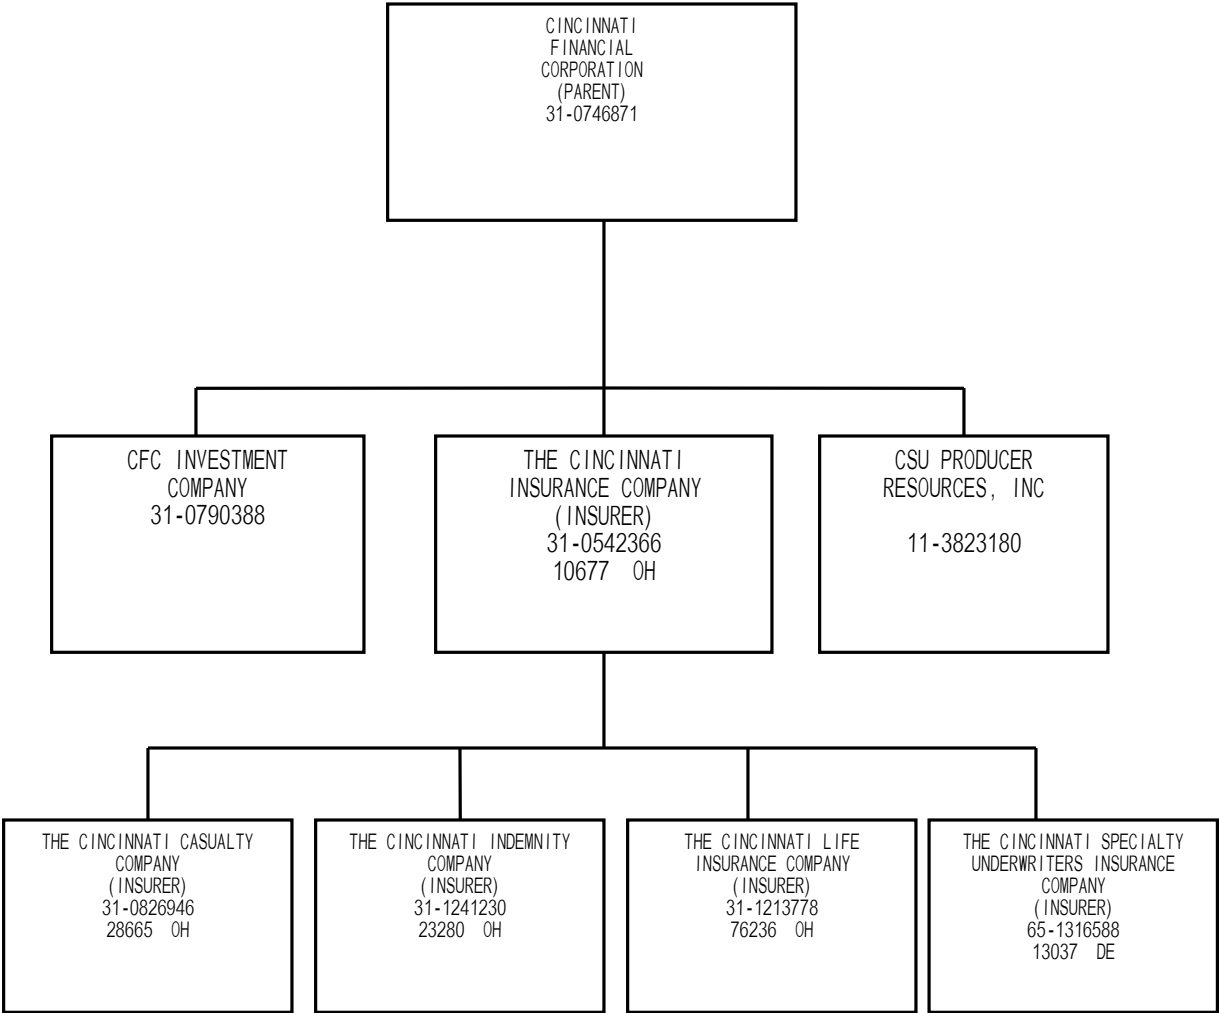 CINCINNATI
FINANCIAL
CORPORATION
(PARENT)
31-0746871
CFC INVESTMENT
COMPANY
31-0790388
THE CINCINNATI
INSURANCE COMPANY
(INSURER)
31-0542366
10677 OH
CSU PRODUCER
RESOURCES, INC
11-3823180
THE CINCINNATI CASUALTY
COMPANY
(INSURER)
31-0826946
28665 OH
THE CINCINNATI INDEMNITY
COMPANY
(INSURER)
31-1241230
23280 OH
THE CINCINNATI LIFE
INSURANCE COMPANY
(INSURER)
31-1213778
76236 OH
THE CINCINNATI SPECIALTY
UNDERWRITERS INSURANCE
COMPANY
(INSURER)
65-1316588
13037 DE